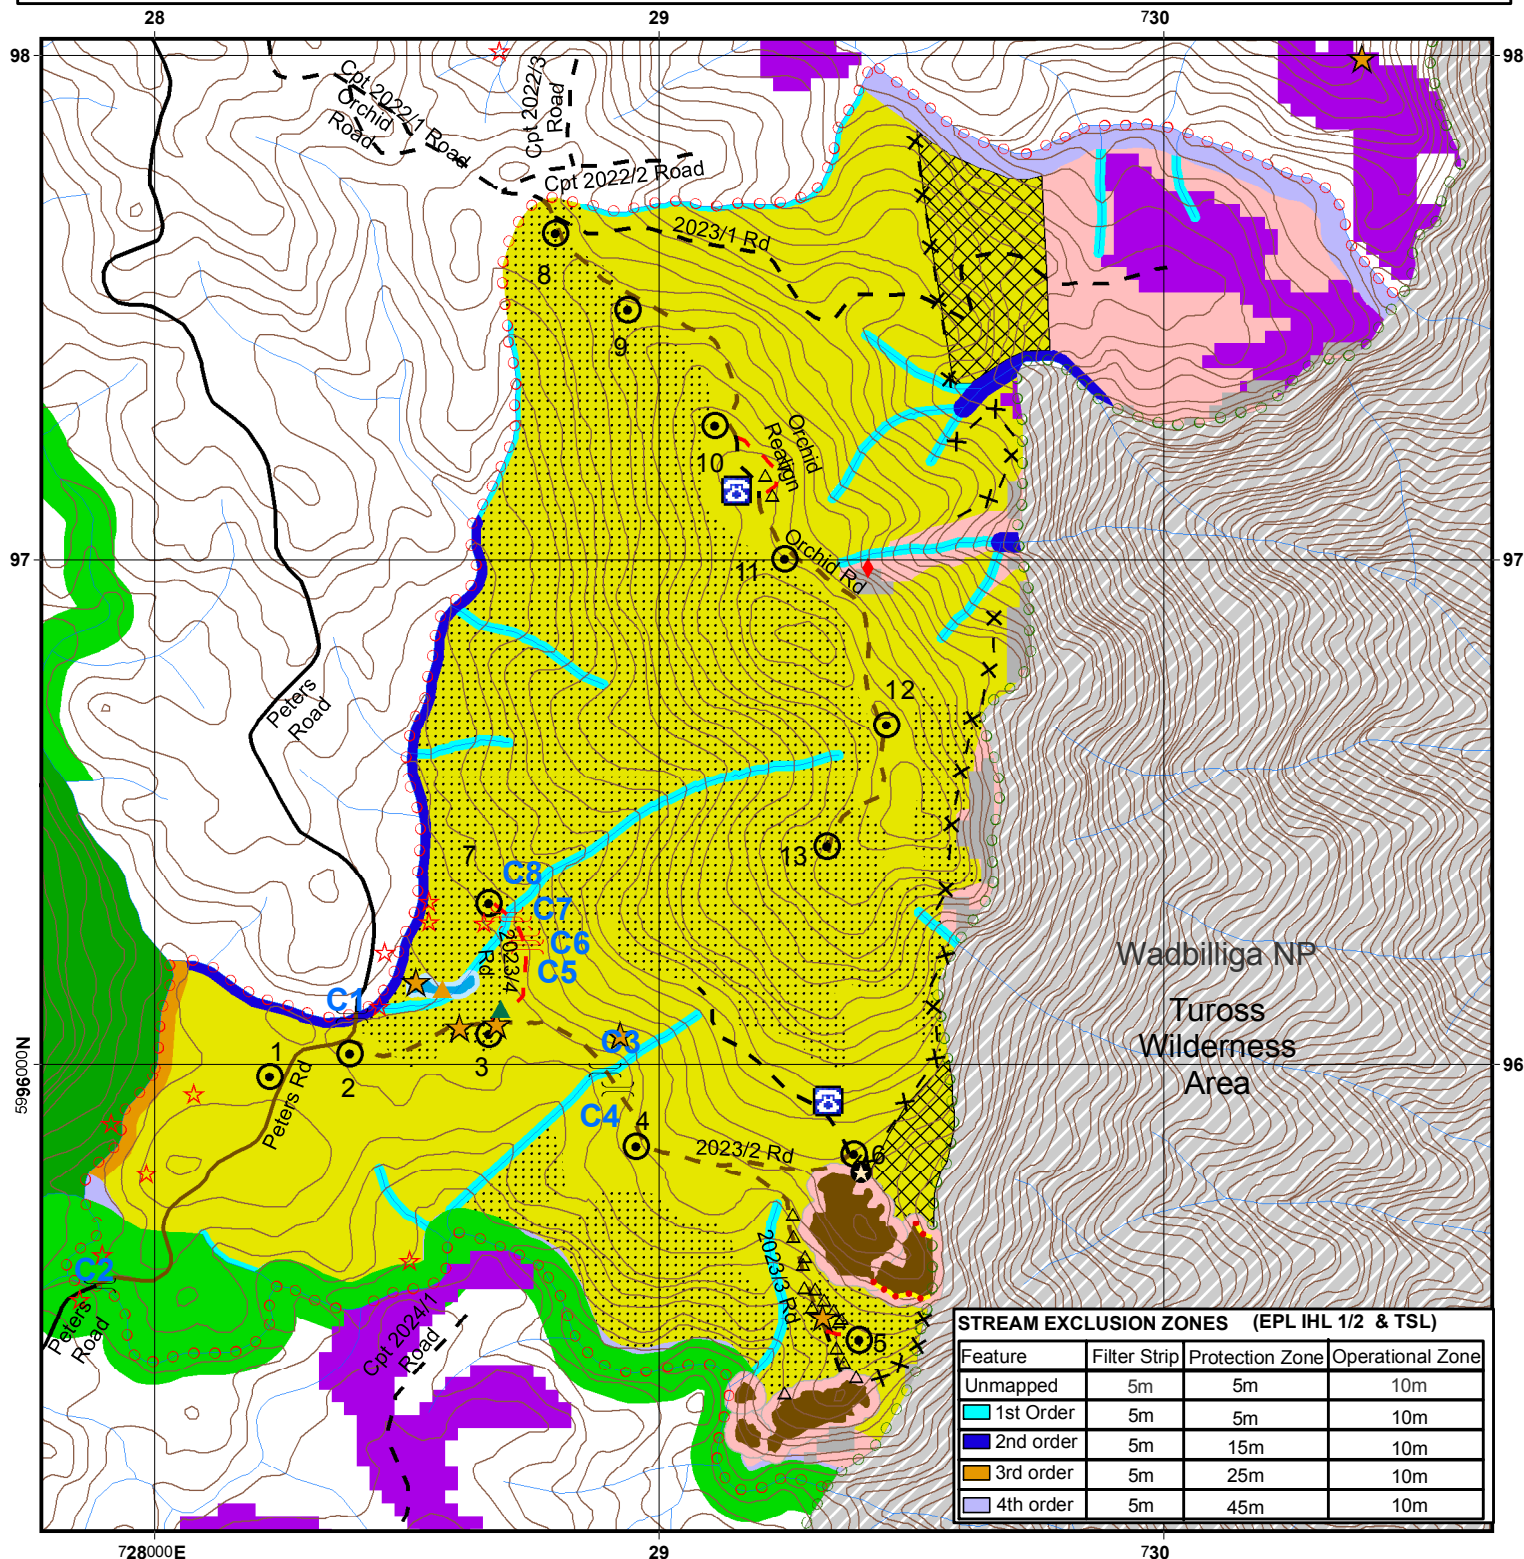 28 29 730
98 98
Cpt 2022/1 Road
Orchid
Road
Cpt 2022/3
Road
Cpt 2022/2 Road
2023/1 Rd
8
9
10
Orchid
Realign
97 97
11
Orchid Rd
Peters
Road
12
7
13
C8
C7
C6
C5
2023/4
Rd
Wadbilliga NP
Tuross
Wilderness
Area
C1
C3
5996000N 96
1
2
3
Peters Rd
C4
4
2023/2 Rd
6
C2
Peters
Road
2023/3 Rd
Cpt 2024/1
Road
5
STREAM EXCLUSION ZONES (EPL IHL 1/2 & TSL)
Feature Filter Strip Protection Zone Operational Zone
Unmapped 5m 5m 10m
1st Order 5m 5m 10m
2nd order 5m 15m 10m
3rd order 5m 25m 10m
4th order 5m 45m 10m
728000E 29 730